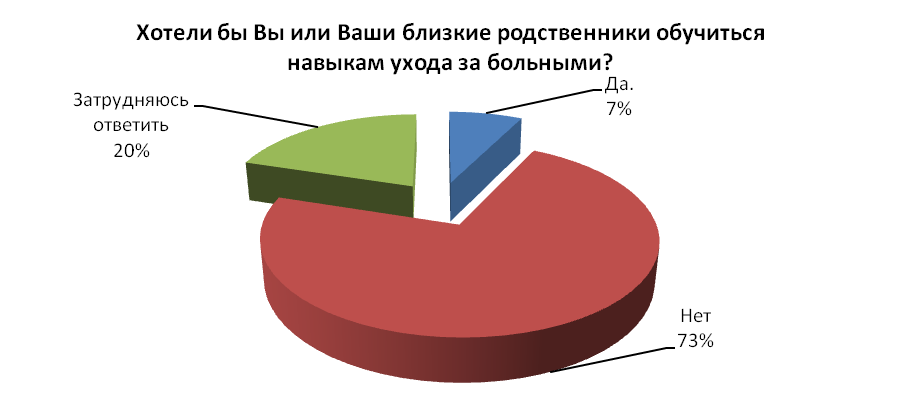 Хотели бы Вы или Ваши близкие родственники обучиться
навыкам ухода за больными?
Да.
7%
Затрудняюсь
ответить
20%
Нет
73%